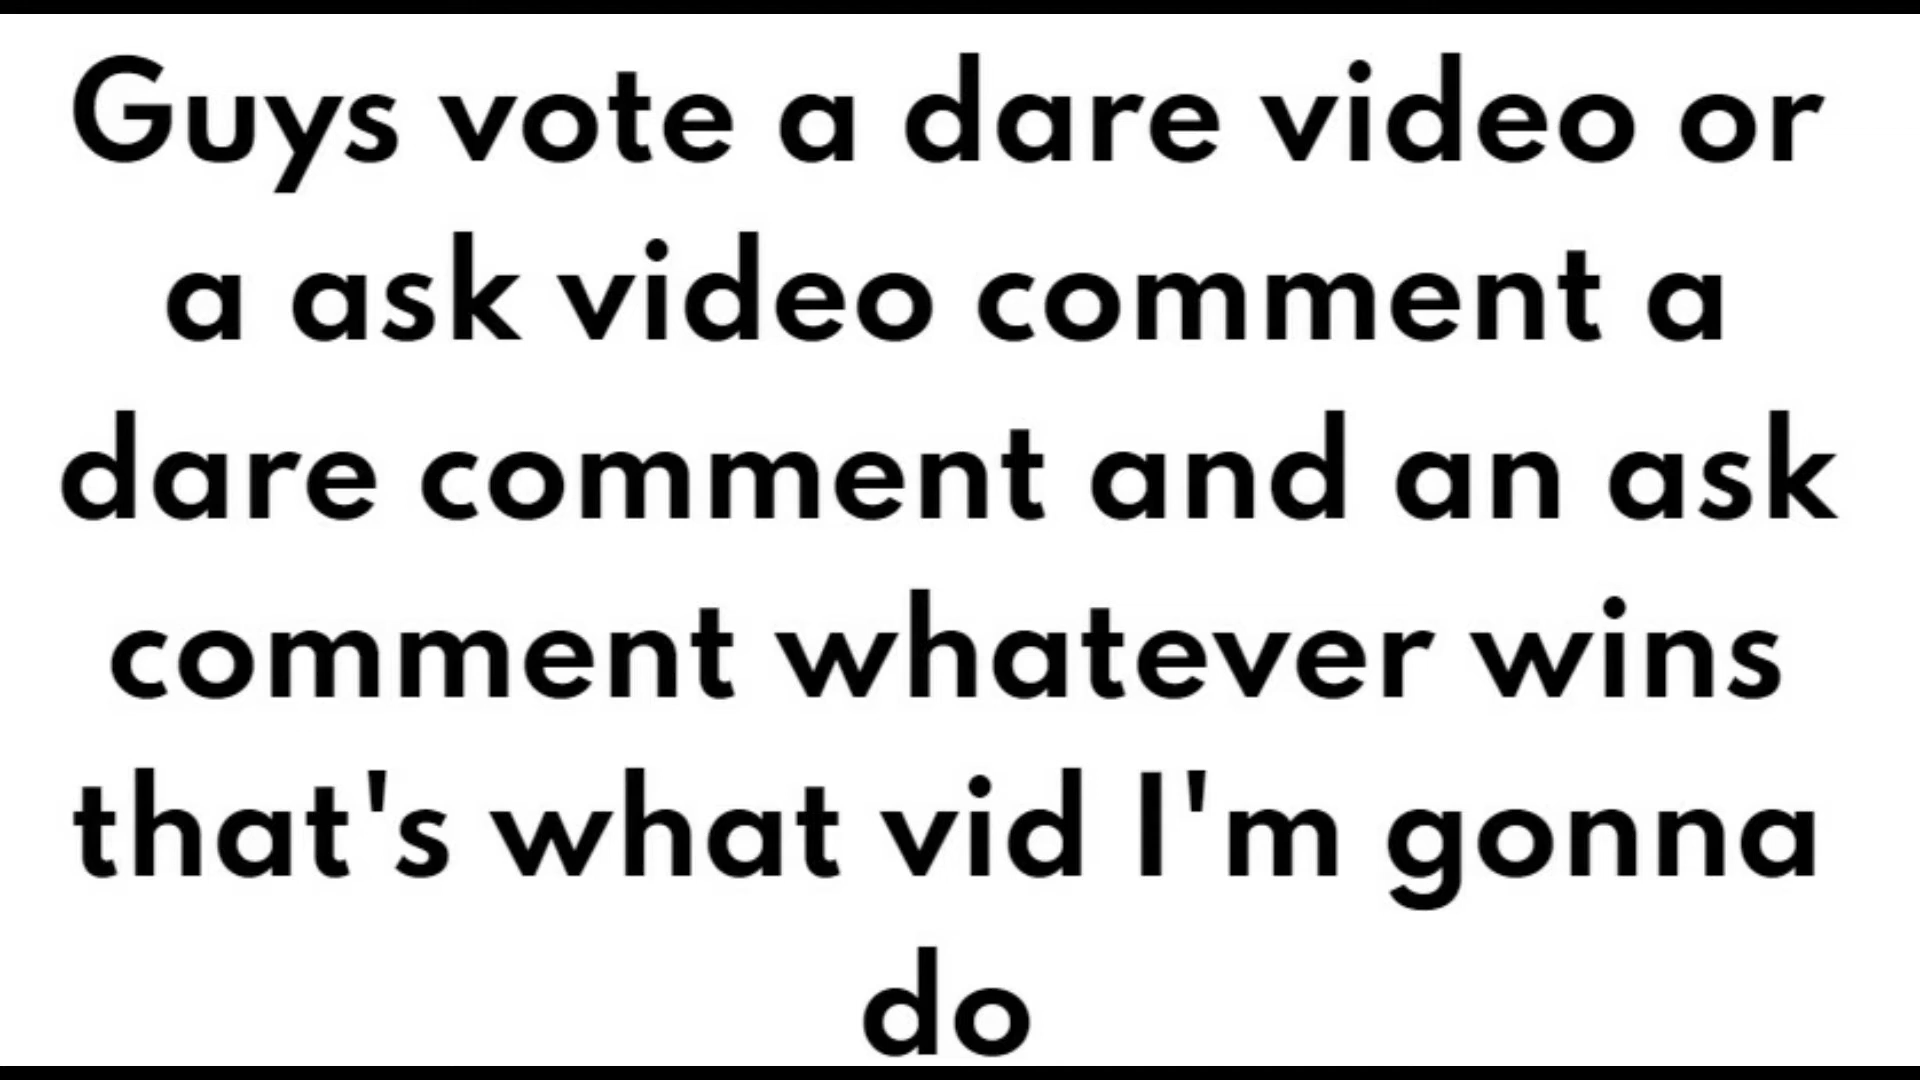 Guys vote a dare video or
a ask video comment a
dare comment and an ask
comment whatever wins
that's what vid I'm gonna
do